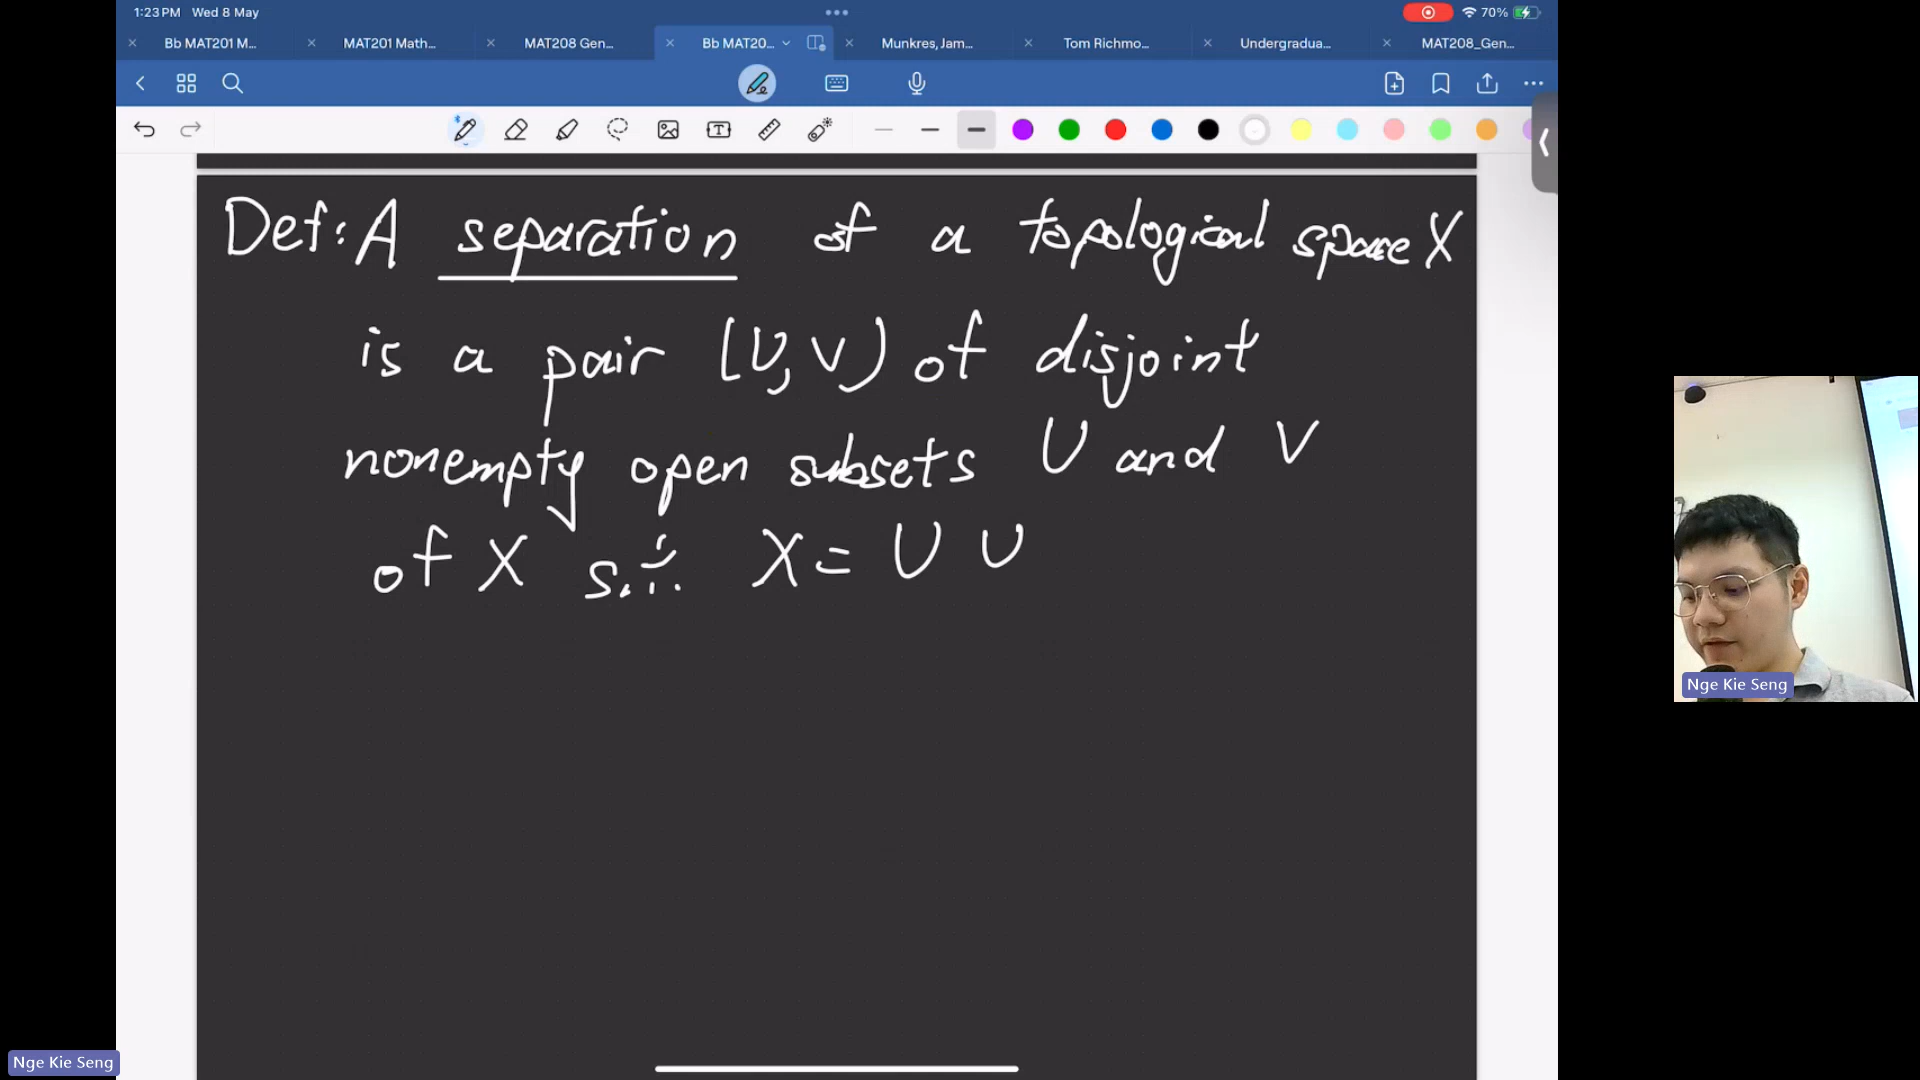 1:23 PM Wed 8 May
70%
Bb MAT201 M...
MAT201 Math...
MAT208 Gen...
Bb MAT20...
Munkres, Jam...
Tom Richmo...
Undergradua...
MAT208_Gen...
Def: A separation of a topological space X
is a pair (U, V) of disjoint
nonempty open subsets U and V
of X s.t. X = U ∪
Nge Kie Seng
Nge Kie Seng